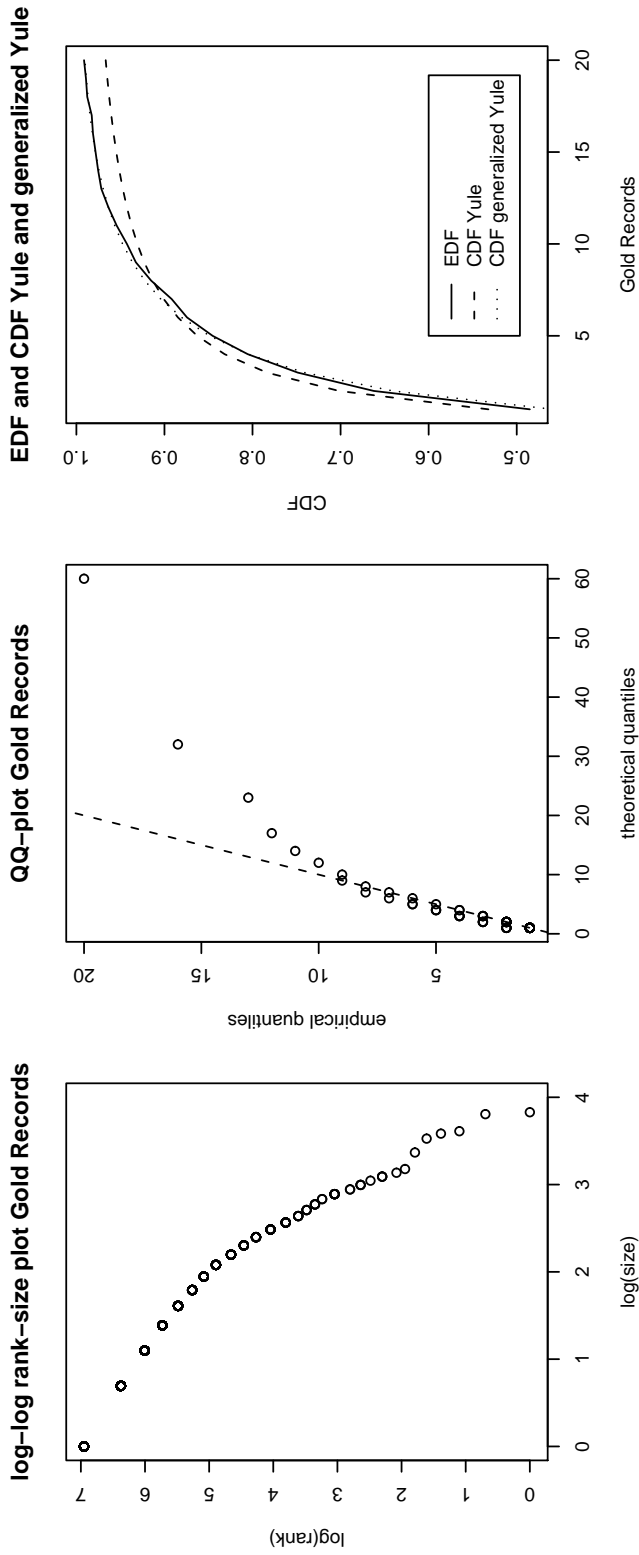 log–log rank–size plot Gold Records
log(rank)
7
6
5
4
3
2
1
0
0 1 2 3 4
log(size)
QQ–plot Gold Records
empirical quantiles
20
15
10
5
0 10 20 30 40 50 60
theoretical quantiles
EDF and CDF Yule and generalized Yule
CDF
1.0
0.9
0.8
0.7
0.6
0.5
EDF
CDF Yule
CDF generalized Yule
5 10 15 20
Gold Records